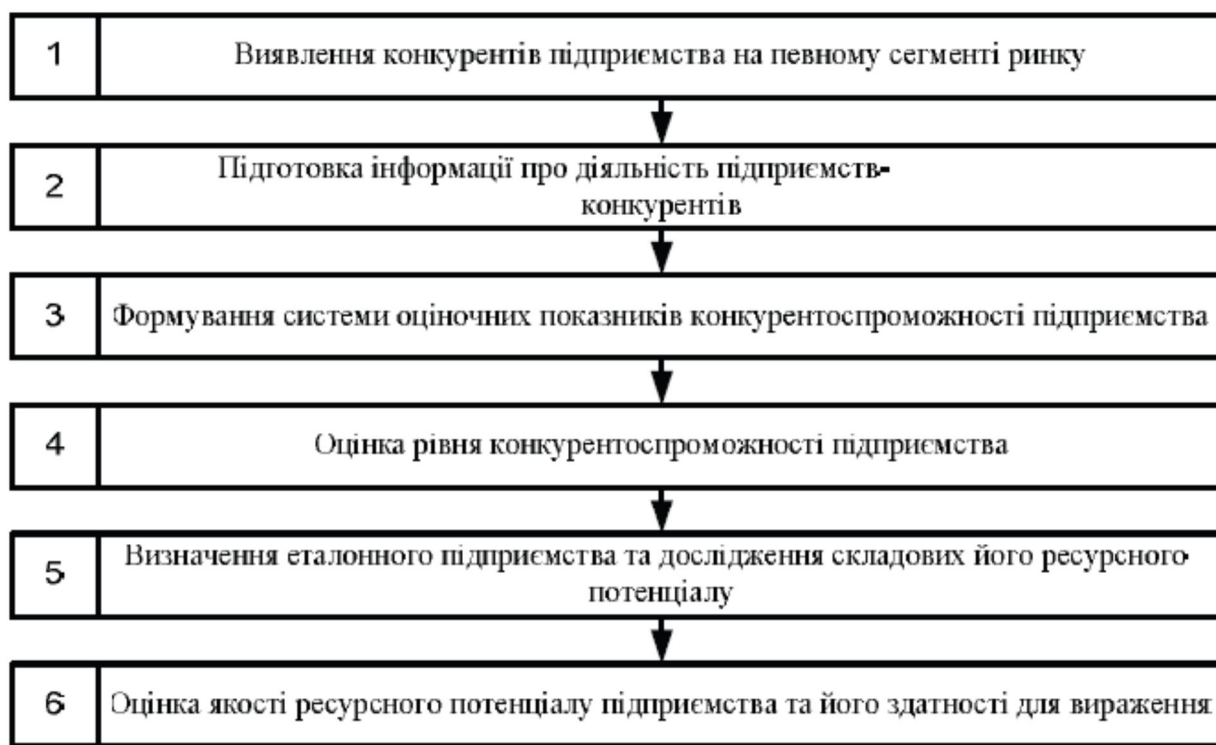 1
Виявлення конкурентів підприємства на певному сегменті ринку
2
Підготовка інформації про діяльність підприємств-
конкурентів
3
Формування системи оціночних показників конкурентоспроможності підприємства
4
Оцінка рівня конкурентоспроможності підприємства
5
Визначення еталонного підприємства та дослідження складових його ресурсного
потенціалу
6
Оцінка якості ресурсного потенціалу підприємства та його здатності для вираження